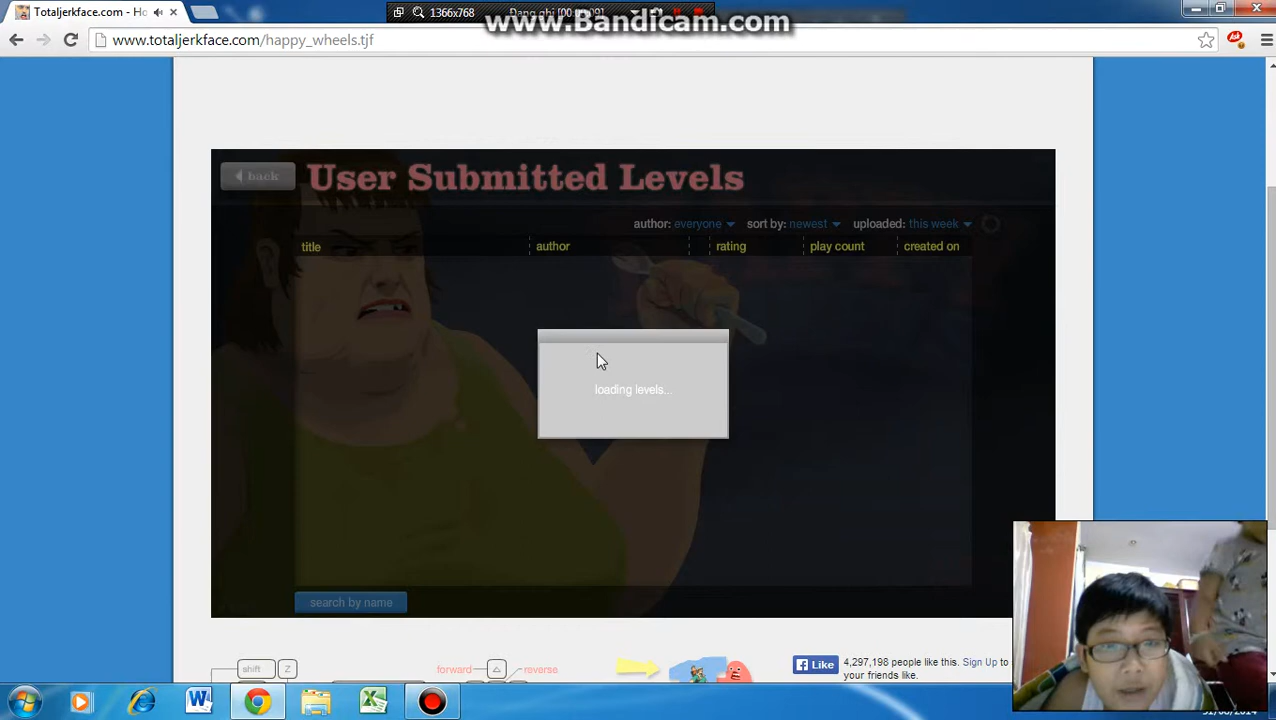 Totaljerkface.com - Ho
1366x768
www.Bandicam.com
www.totaljerkface.com/happy_wheels.tjf
back
User Submitted Levels
author: everyone sort by: newest uploaded: this week
title author rating play count created on
loading levels...
search by name
shift Z
forward reverse
Like
4,297,198 people like this. Sign Up to
your friends like.